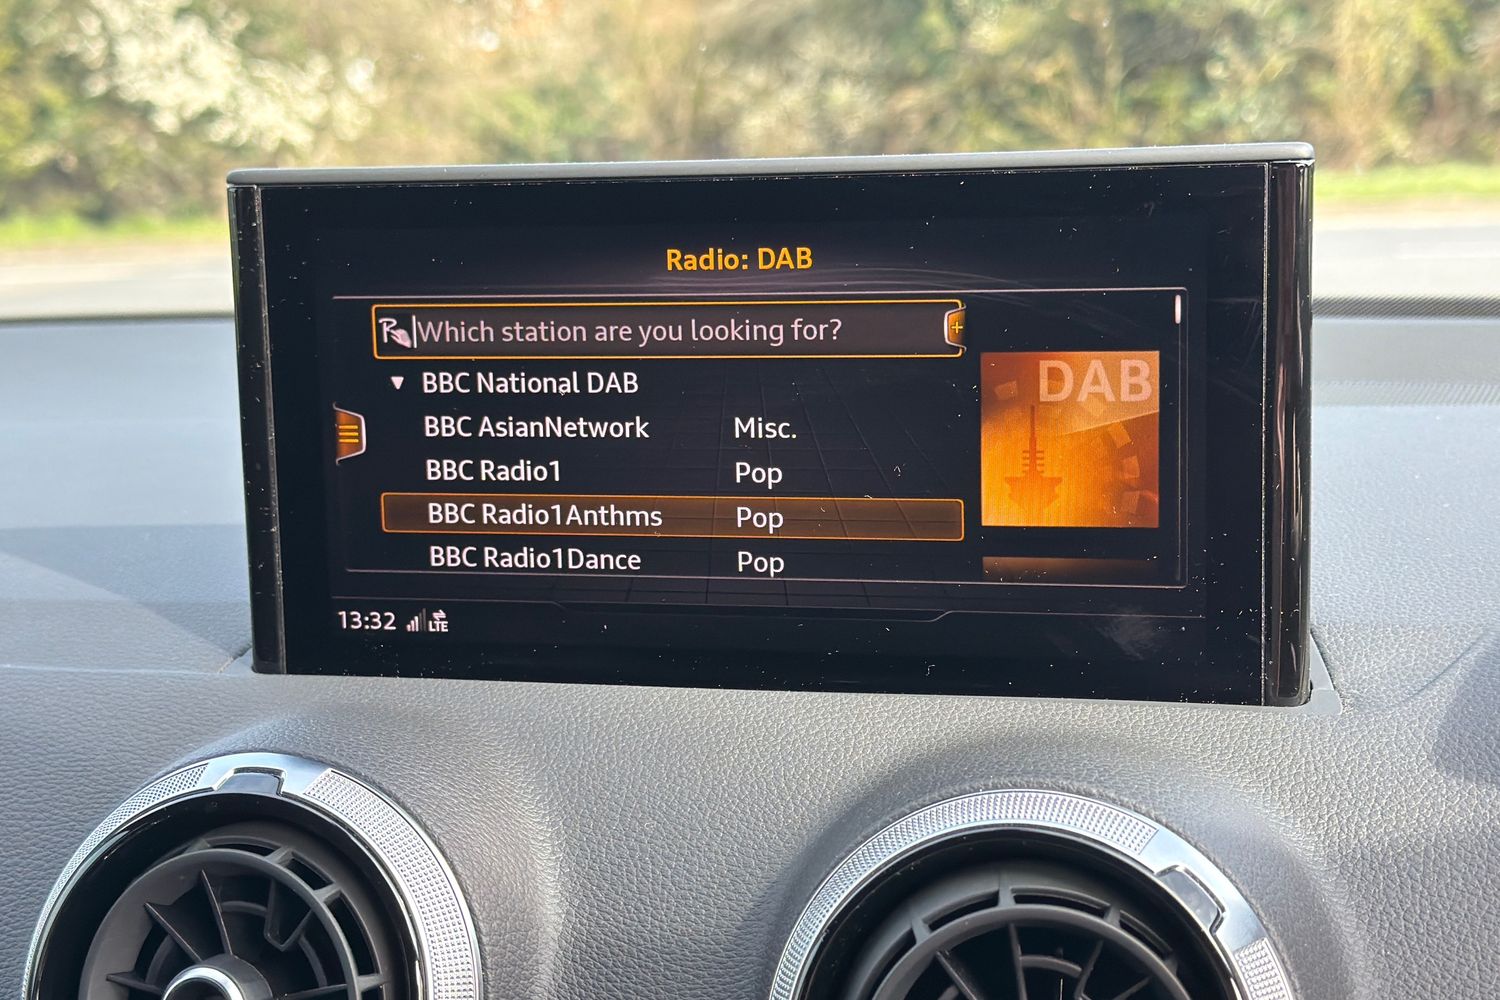 Radio: DAB
Which station are you looking for?
BBC National DAB
DAB
BBC AsianNetwork Misc.
BBC Radio1 Pop
BBC Radio1Anthms Pop
BBC Radio1Dance Pop
13:32 LTE